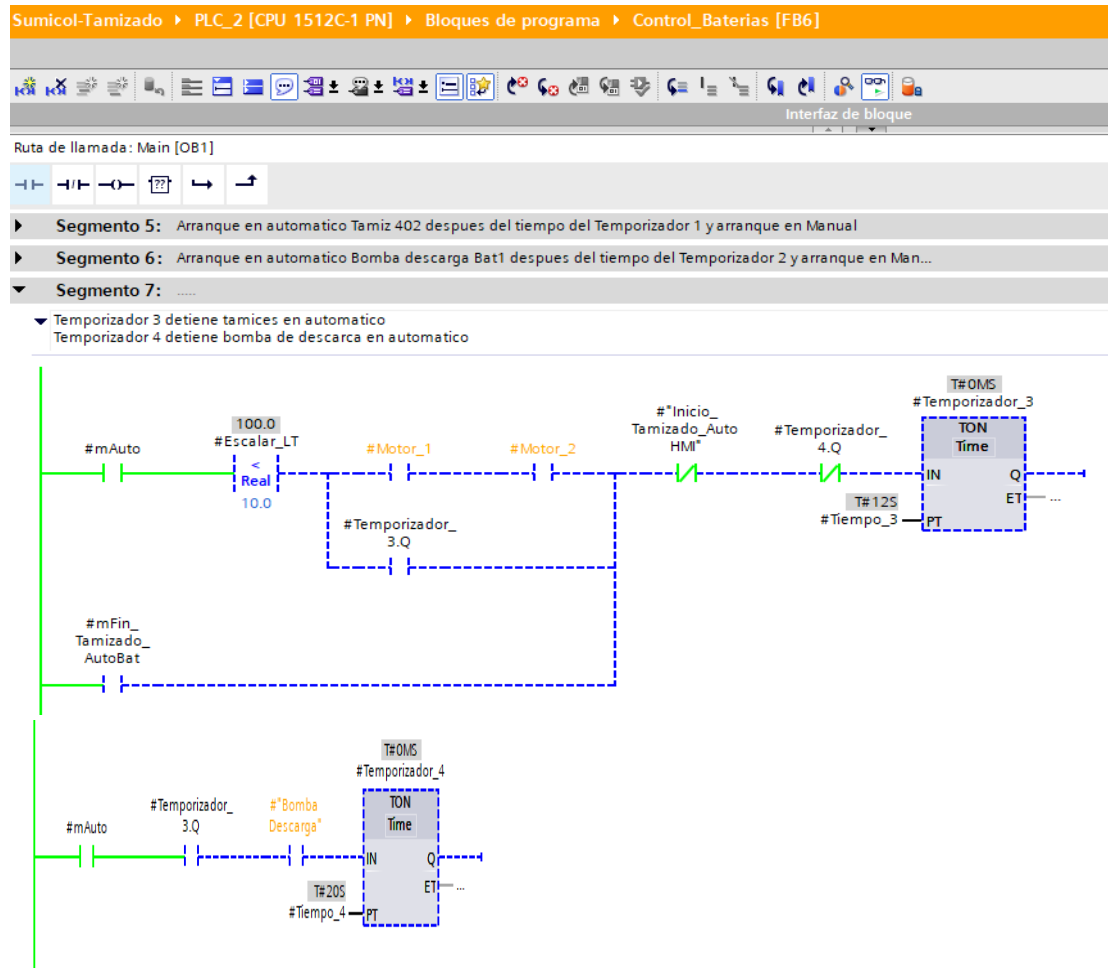 Sumicol-Tamizado ▸ PLC_2 [CPU 1512C-1 PN] ▸ Bloques de programa ▸ Control_Baterias [FB6]
Interfaz de bloque
Ruta de llamada: Main [OB1]
??
Segmento 5: Arranque en automatico Tamiz 402 despues del tiempo del Temporizador 1 y arranque en Manual
Segmento 6: Arranque en automatico Bomba descarga Bat1 despues del tiempo del Temporizador 2 y arranque en Man...
Segmento 7: .....
Temporizador 3 detiene tamices en automatico
Temporizador 4 detiene bomba de descarca en automatico
T#0MS
#Temporizador_3
TON
Time
IN
Q
ET
...
T#12S
#Tiempo_3
PT
#mAuto
100.0
#Escalar_LT
<
Real
10.0
#Motor_1
#Motor_2
#"Inicio_
Tamizado_Auto
HMI"
#Temporizador_
4.Q
#Temporizador_
3.Q
#mFin_
Tamizado_
AutoBat
T#0MS
#Temporizador_4
TON
Time
IN
Q
ET
...
T#20S
#Tiempo_4
PT
#mAuto
#Temporizador_
3.Q
#"Bomba
Descarga"